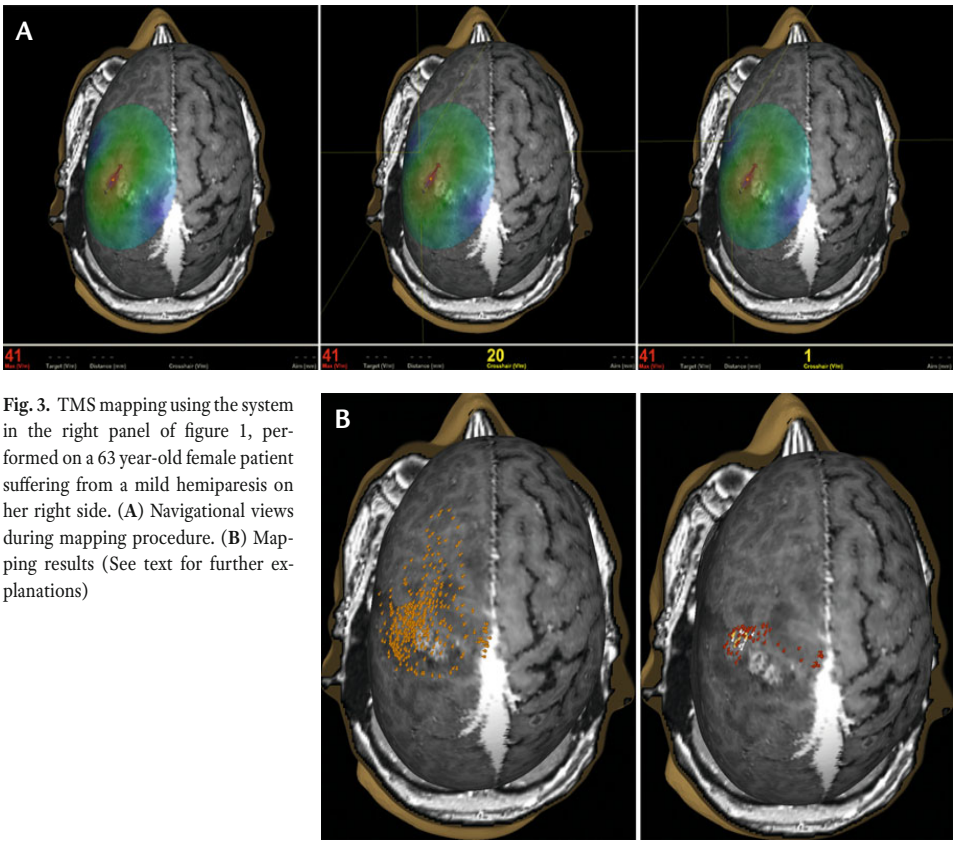 A
41 --- --- --- ---
Max (V/m) Target (V/m) Distance (mm) Crosshair (V/m) Aim (mm)
41 --- --- 20 ---
Max (V/m) Target (V/m) Distance (mm) Crosshair (V/m) Aim (mm)
41 --- --- 1 ---
Max (V/m) Target (V/m) Distance (mm) Crosshair (V/m) Aim (mm)
Fig. 3. TMS mapping using the system
in the right panel of figure 1, per-
formed on a 63 year-old female patient
suffering from a mild hemiparesis on
her right side. (A) Navigational views
during mapping procedure. (B) Map-
ping results (See text for further ex-
planations)
B